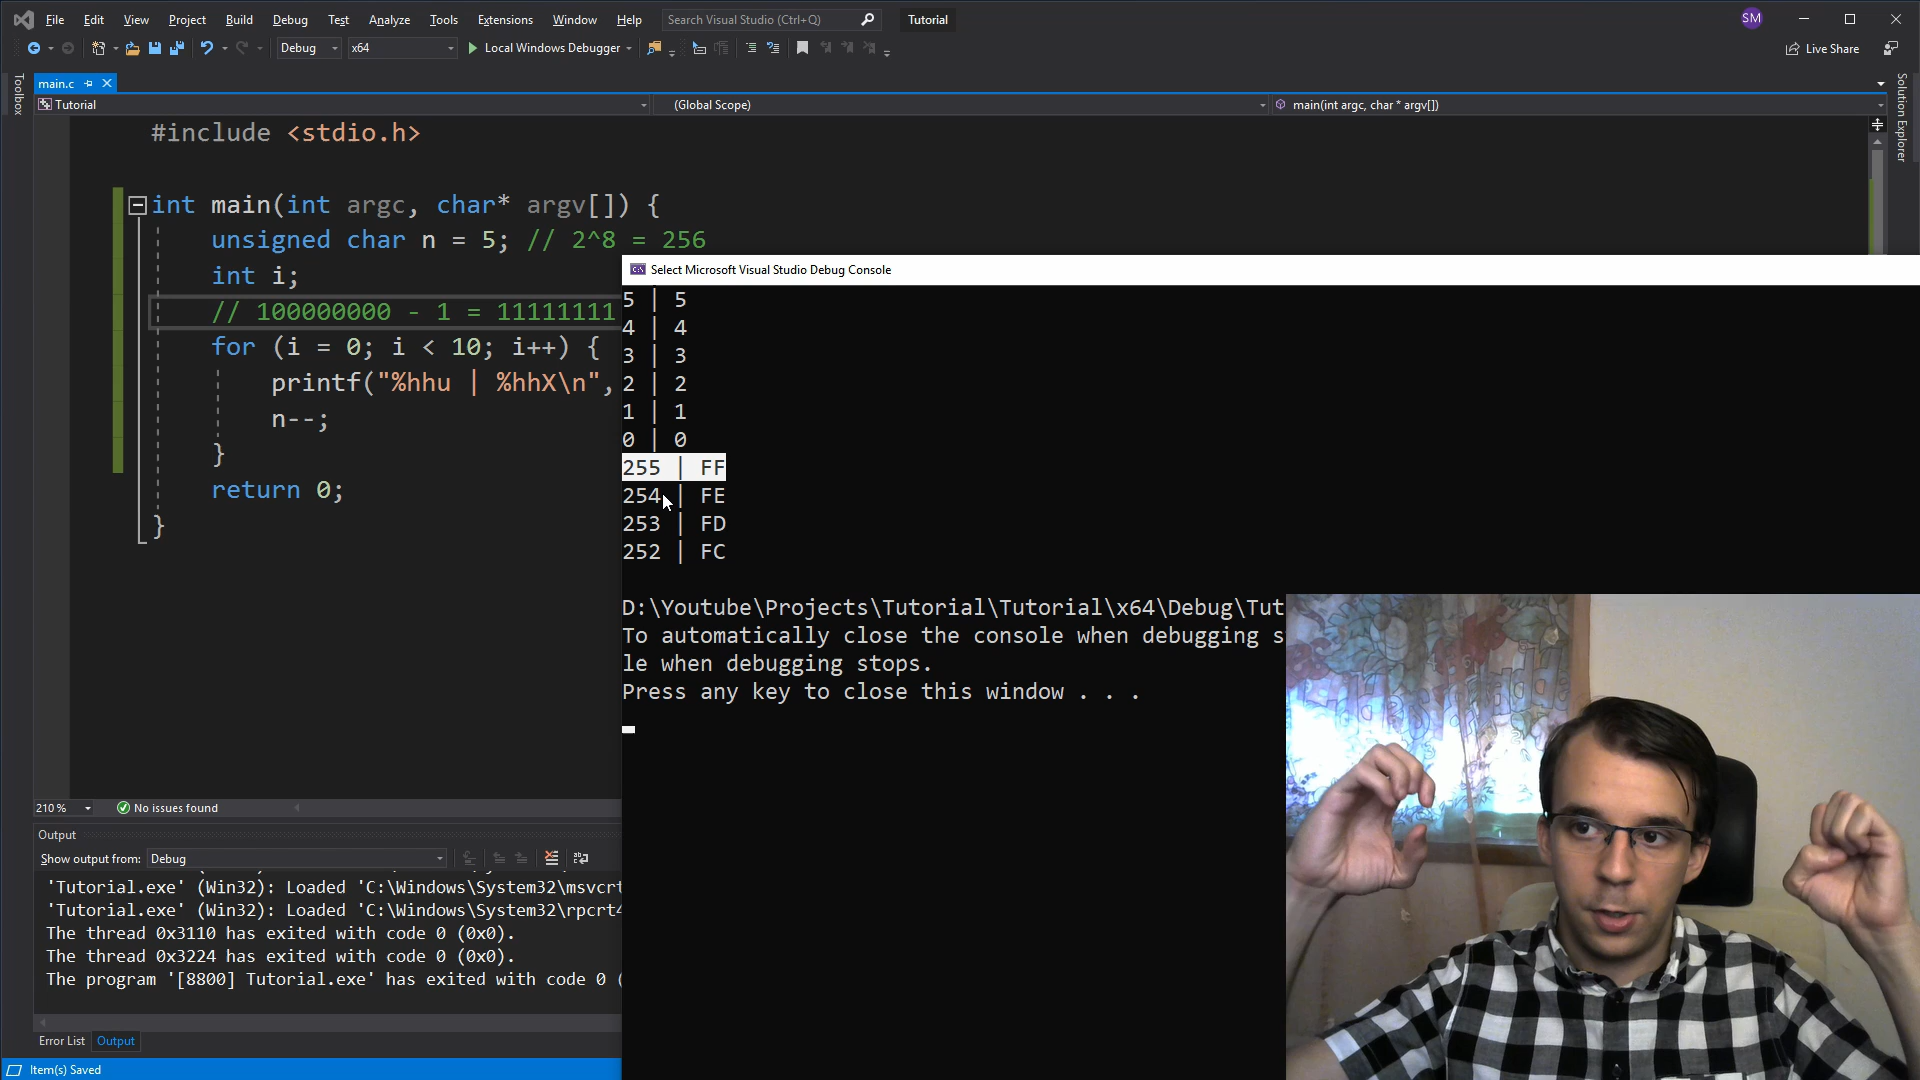 File Edit View Project Build Debug Test Analyze Tools Extensions Window Help Search Visual Studio (Ctrl+Q) Tutorial SM
Debug x64 Local Windows Debugger Live Share
Toolbox
main.c
Solution Explorer
Tutorial (Global Scope) main(int argc, char * argv[])
#include <stdio.h>
int main(int argc, char* argv[]) {
unsigned char n = 5; // 2^8 = 256
int i;
// 100000000 - 1 = 11111111
for (i = 0; i < 10; i++) {
printf("%hhu | %hhX\n",
n--;
}
return 0;
}
Select Microsoft Visual Studio Debug Console
5 | 5
4 | 4
3 | 3
2 | 2
1 | 1
0 | 0
255 | FF
254 | FE
253 | FD
252 | FC
D:\Youtube\Projects\Tutorial\Tutorial\x64\Debug\Tut
To automatically close the console when debugging s
le when debugging stops.
Press any key to close this window . . .
210 % No issues found
Output
Show output from: Debug
'Tutorial.exe' (Win32): Loaded 'C:\Windows\System32\msvcrt
'Tutorial.exe' (Win32): Loaded 'C:\Windows\System32\rpcrt4
The thread 0x3110 has exited with code 0 (0x0).
The thread 0x3224 has exited with code 0 (0x0).
The program '[8800] Tutorial.exe' has exited with code 0 (
Error List Output
Item(s) Saved